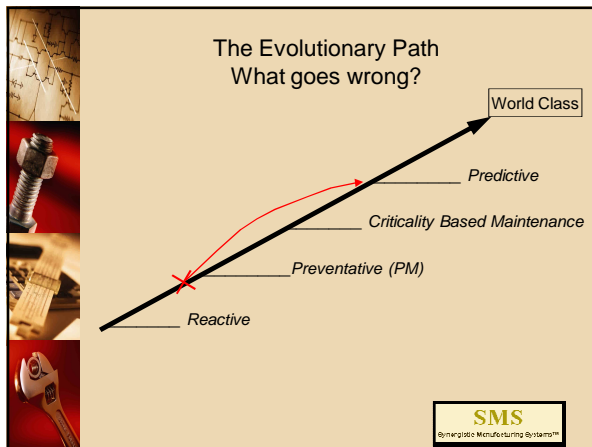 The Evolutionary Path
What goes wrong?
World Class
Predictive
Criticality Based Maintenance
Preventative (PM)
Reactive
SMS
Synergistic Manufacturing Systems™